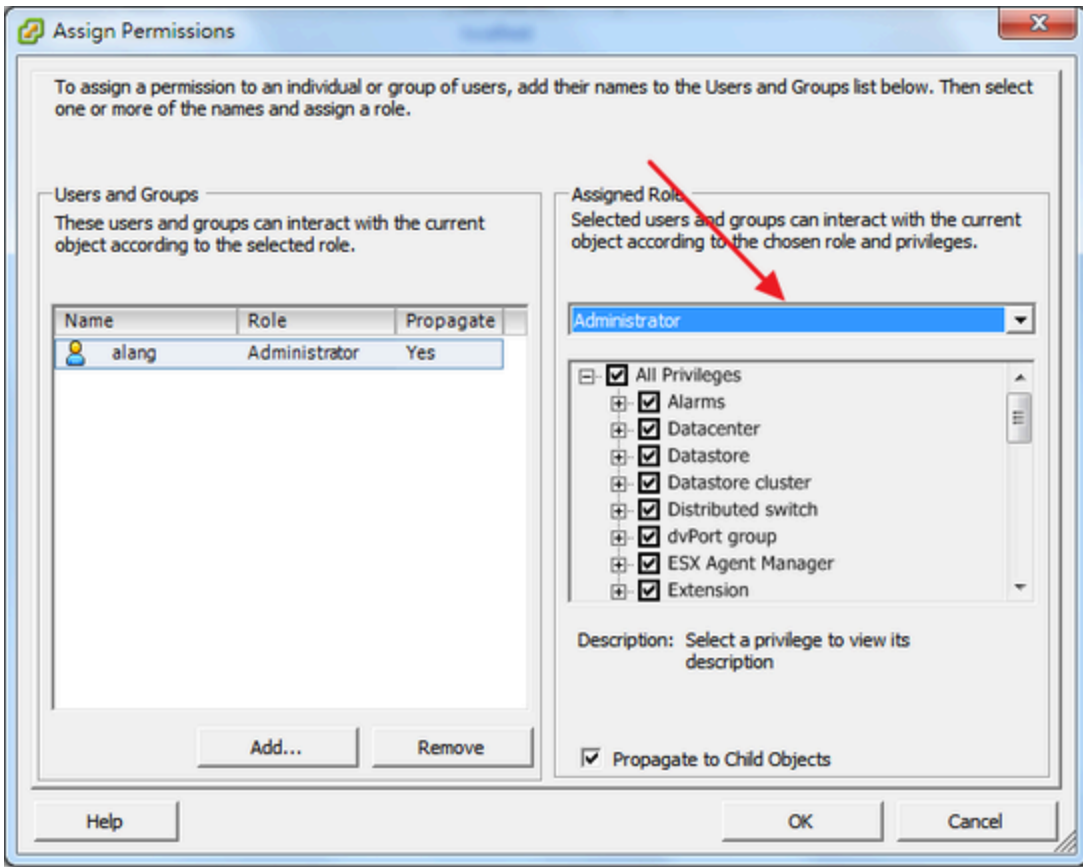 Assign Permissions
To assign a permission to an individual or group of users, add their names to the Users and Groups list below. Then select
one or more of the names and assign a role.
Users and Groups
These users and groups can interact with the current
object according to the selected role.
Name Role Propagate
alang Administrator Yes
Add... Remove
Assigned Role
Selected users and groups can interact with the current
object according to the chosen role and privileges.
Administrator
All Privileges
Alarms
Datacenter
Datastore
Datastore cluster
Distributed switch
dvPort group
ESX Agent Manager
Extension
Description: Select a privilege to view its
description
Propagate to Child Objects
Help OK Cancel